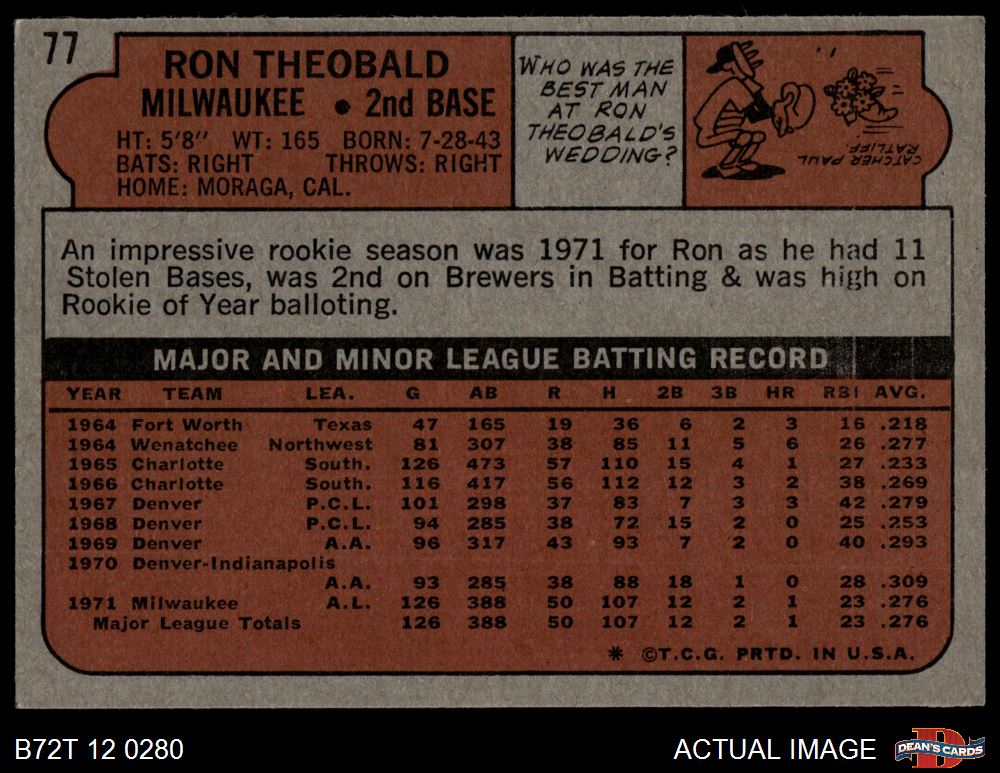 77
RON THEOBALD
MILWAUKEE • 2nd BASE
HT: 5'8" WT: 165 BORN: 7-28-43
BATS: RIGHT THROWS: RIGHT
HOME: MORAGA, CAL.
WHO WAS THE
BEST MAN
AT RON
THEOBALD'S
WEDDING?
CATCHER PAUL
RATLIFF
An impressive rookie season was 1971 for Ron as he had 11
Stolen Bases, was 2nd on Brewers in Batting & was high on
Rookie of Year balloting.
MAJOR AND MINOR LEAGUE BATTING RECORD
YEAR TEAM LEA. G AB R H 2B 3B HR RBI AVG.
1964 Fort Worth Texas 47 165 19 36 6 2 3 16 .218
1964 Wenatchee Northwest 81 307 38 85 11 5 6 26 .277
1965 Charlotte South. 126 473 57 110 15 4 1 27 .233
1966 Charlotte South. 116 417 56 112 12 3 2 38 .269
1967 Denver P.C.L. 101 298 37 83 7 3 3 42 .279
1968 Denver P.C.L. 94 285 38 72 15 2 0 25 .253
1969 Denver A.A. 96 317 43 93 7 2 0 40 .293
1970 Denver-Indianapolis
A.A. 93 285 38 88 18 1 0 28 .309
1971 Milwaukee A.L. 126 388 50 107 12 2 1 23 .276
Major League Totals 126 388 50 107 12 2 1 23 .276
* ©T.C.G. PRTD. IN U.S.A.
B72T 12 0280
ACTUAL IMAGE
D
DEAN'S CARDS